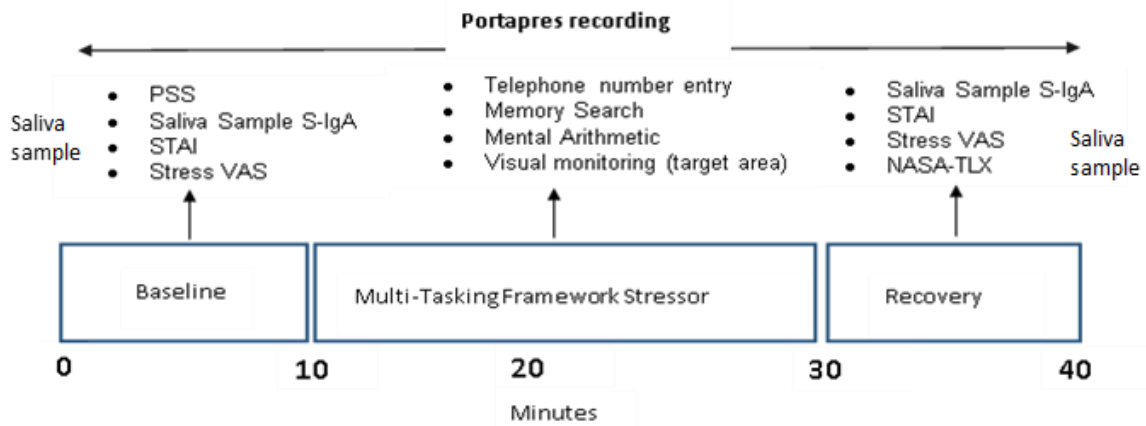 Portapres recording
Saliva
sample
• PSS
• Saliva Sample S-IgA
• STAI
• Stress VAS
• Telephone number entry
• Memory Search
• Mental Arithmetic
• Visual monitoring (target area)
• Saliva Sample S-IgA
• STAI
• Stress VAS
• NASA-TLX
Saliva
sample
Baseline
Multi-Tasking Framework Stressor
Recovery
0 10 20 30 40
Minutes